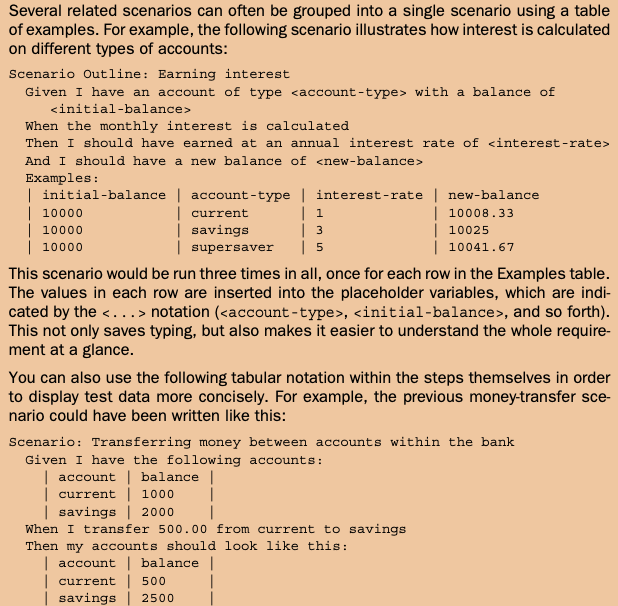 Several related scenarios can often be grouped into a single scenario using a table
of examples. For example, the following scenario illustrates how interest is calculated
on different types of accounts:
Scenario Outline: Earning interest
Given I have an account of type <account-type> with a balance of
<initial-balance>
When the monthly interest is calculated
Then I should have earned at an annual interest rate of <interest-rate>
And I should have a new balance of <new-balance>
Examples:
| initial-balance | account-type | interest-rate | new-balance
| 10000 | current | 1 | 10008.33
| 10000 | savings | 3 | 10025
| 10000 | supersaver | 5 | 10041.67
This scenario would be run three times in all, once for each row in the Examples table.
The values in each row are inserted into the placeholder variables, which are indi-
cated by the <...> notation (<account-type>, <initial-balance>, and so forth).
This not only saves typing, but also makes it easier to understand the whole require-
ment at a glance.
You can also use the following tabular notation within the steps themselves in order
to display test data more concisely. For example, the previous money-transfer sce-
nario could have been written like this:
Scenario: Transferring money between accounts within the bank
Given I have the following accounts:
| account | balance |
| current | 1000 |
| savings | 2000 |
When I transfer 500.00 from current to savings
Then my accounts should look like this:
| account | balance |
| current | 500 |
| savings | 2500 |